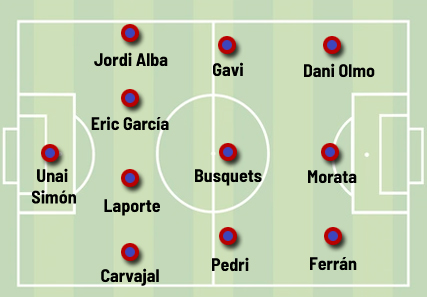 Jordi Alba
Gavi
Dani Olmo
Eric García
Unai
Simón
Busquets
Morata
Laporte
Carvajal
Pedri
Ferrán